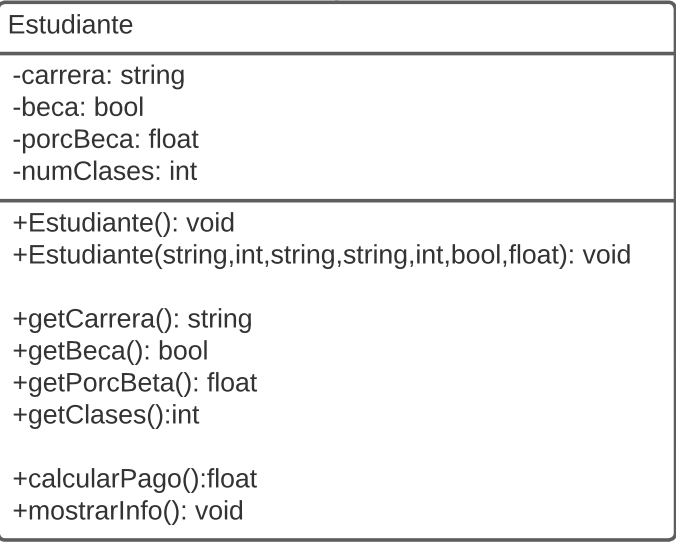 Estudiante
-carrera: string
-beca: bool
-porcBeca: float
-numClases: int
+Estudiante(): void
+Estudiante(string,int,string,string,int,bool,float): void
+getCarrera(): string
+getBeca(): bool
+getPorcBeta(): float
+getClases():int
+calcularPago():float
+mostrarInfo(): void